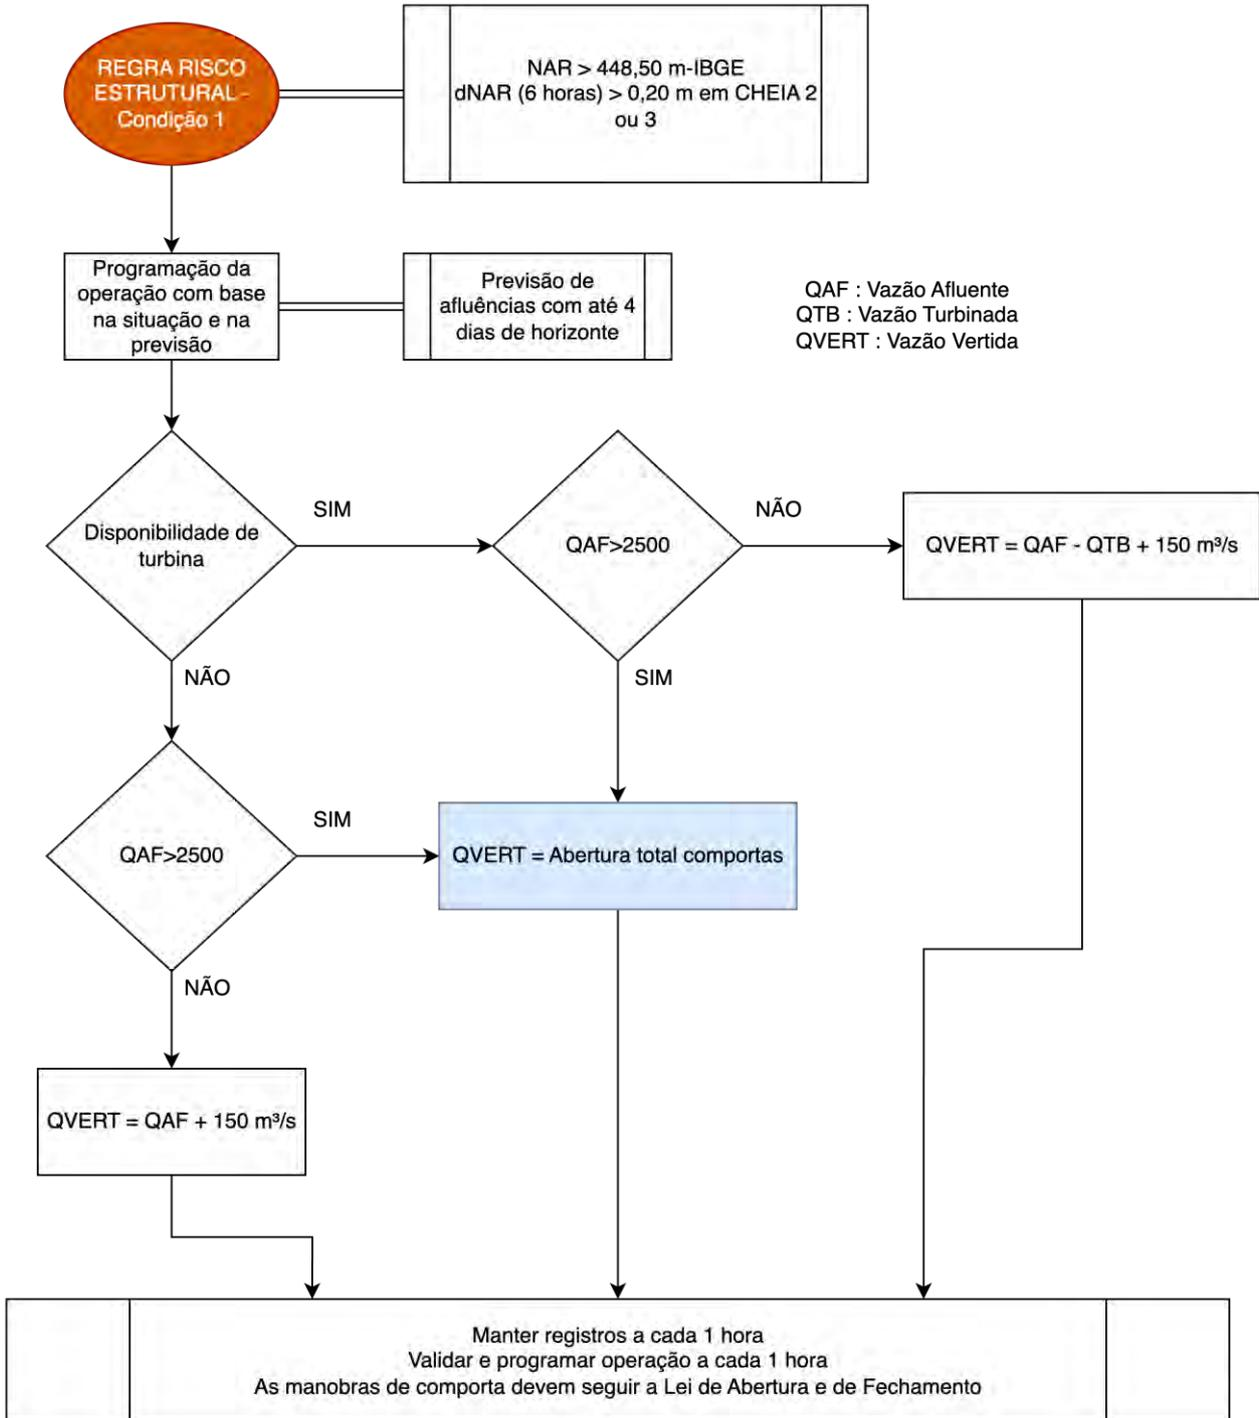 REGRA RISCO
ESTRUTURAL -
Condição 1
NAR > 448,50 m-IBGE
dNAR (6 horas) > 0,20 m em CHEIA 2
ou 3
Programação da
operação com base
na situação e na
previsão
Previsão de
afluências com até 4
dias de horizonte
QAF : Vazão Afluente
QTB : Vazão Turbinada
QVERT : Vazão Vertida
Disponibilidade de
turbina
SIM
QAF>2500
NÃO
QVERT = QAF - QTB + 150 m³/s
NÃO
SIM
QAF>2500
SIM
QVERT = Abertura total comportas
NÃO
QVERT = QAF + 150 m³/s
Manter registros a cada 1 hora
Validar e programar operação a cada 1 hora
As manobras de comporta devem seguir a Lei de Abertura e de Fechamento